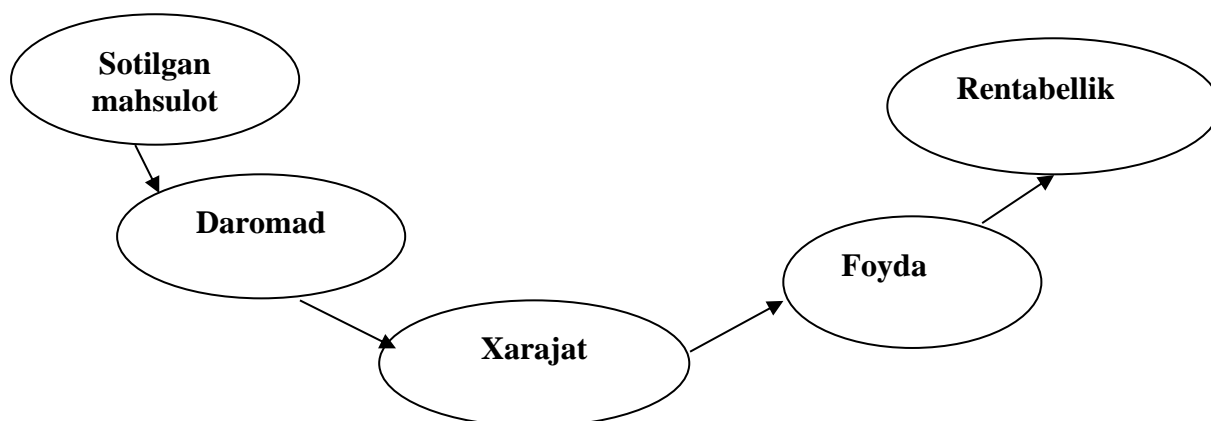 Sotilgan
mahsulot
Daromad
Xarajat
Foyda
Rentabellik